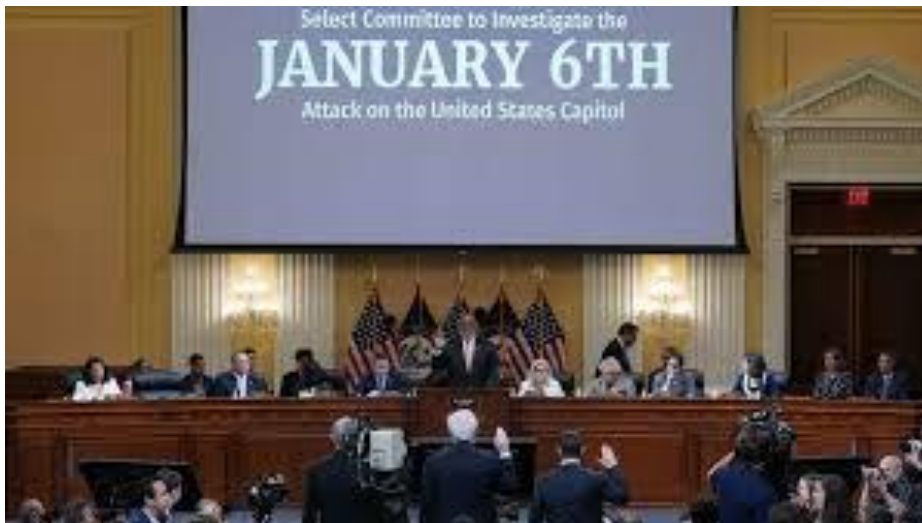 Select Committee to Investigate the
JANUARY 6TH
Attack on the United States Capitol
EXIT